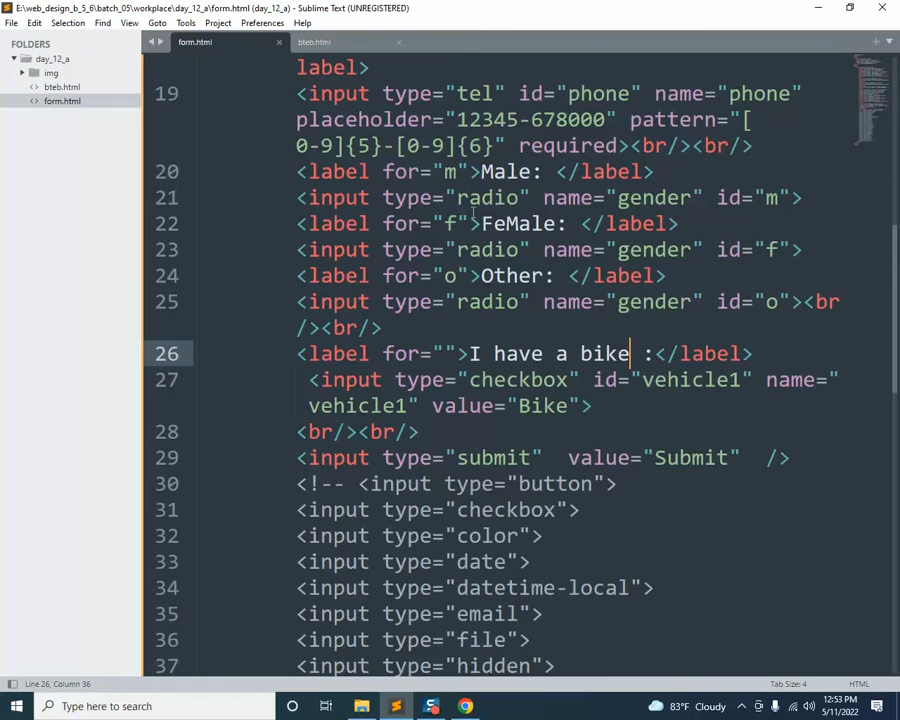 E:\web_design_b_5_6\batch_05\workplace\day_12_a\form.html (day_12_a) - Sublime Text (UNREGISTERED)
File Edit Selection Find View Goto Tools Project Preferences Help
FOLDERS
day_12_a
img
bteb.html
form.html
form.html bteb.html
label>
19 <input type="tel" id="phone" name="phone"
placeholder="12345-678000" pattern="[
0-9]{5}-[0-9]{6}" required><br/><br/>
20 <label for="m">Male: </label>
21 <input type="radio" name="gender" id="m">
22 <label for="f">FeMale: </label>
23 <input type="radio" name="gender" id="f">
24 <label for="o">Other: </label>
25 <input type="radio" name="gender" id="o"><br
/><br/>
26 <label for="">I have a bike :</label>
27 <input type="checkbox" id="vehicle1" name="
vehicle1" value="Bike">
28 <br/><br/>
29 <input type="submit"  value="Submit"  />
30 <!-- <input type="button">
31 <input type="checkbox">
32 <input type="color">
33 <input type="date">
34 <input type="datetime-local">
35 <input type="email">
36 <input type="file">
37 <input type="hidden">
Line 26, Column 36 Tab Size: 4 HTML
Type here to search 83°F Cloudy 12:53 PM
5/11/2022